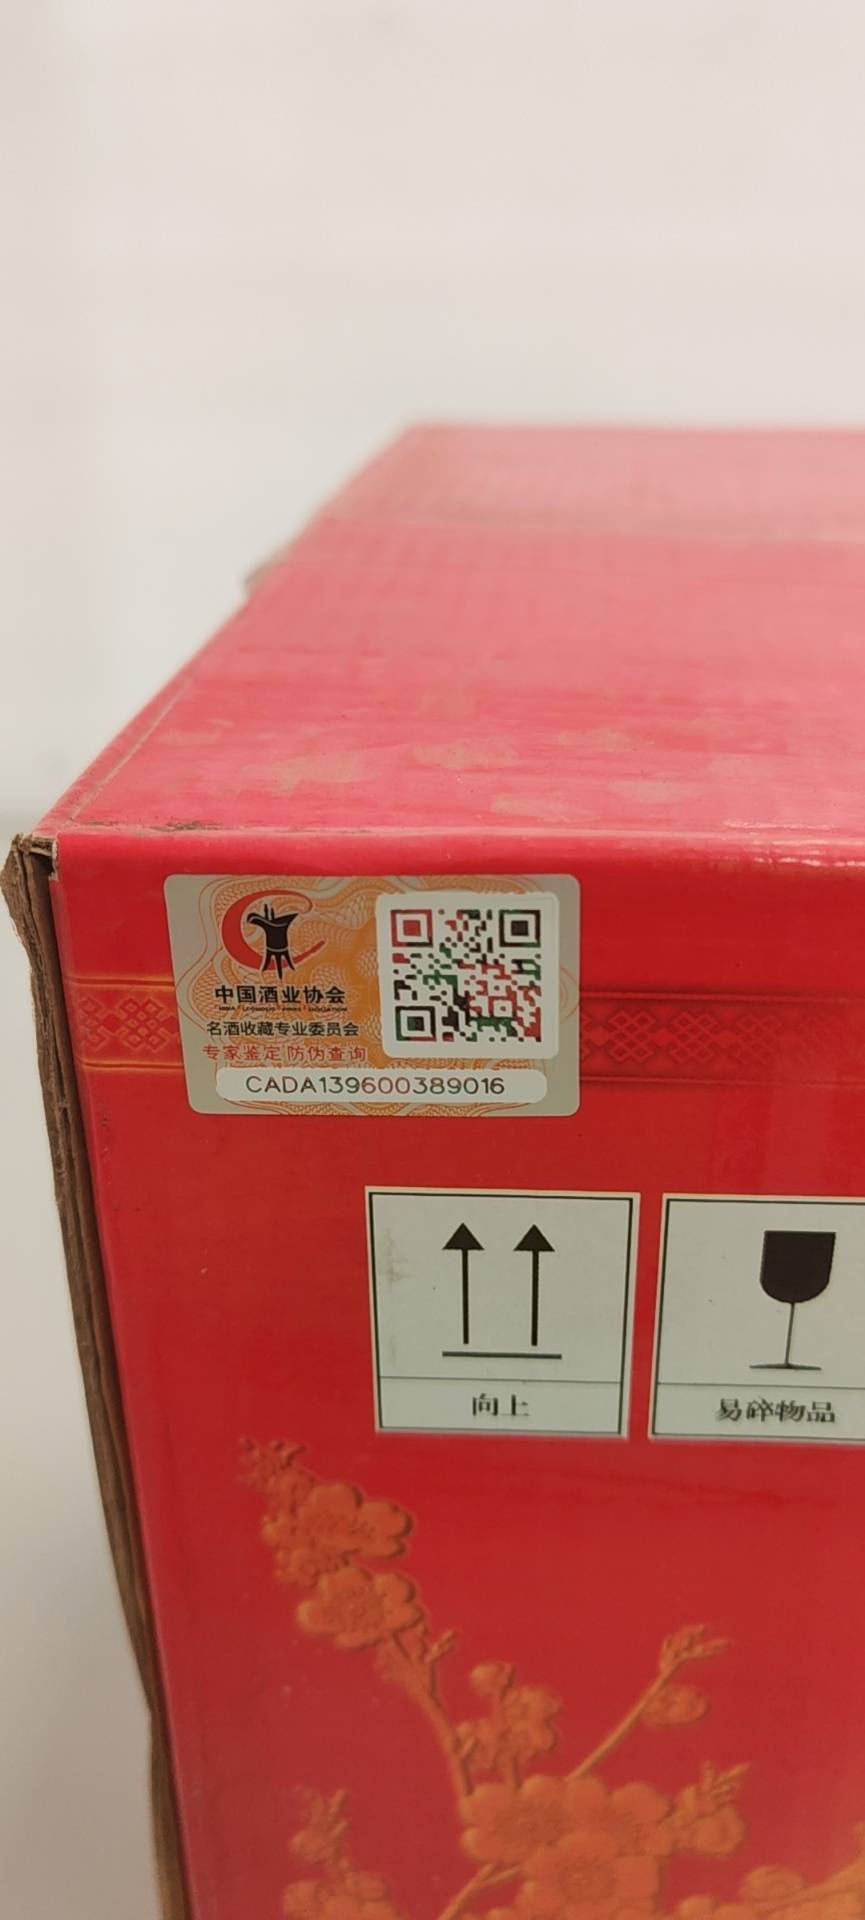 中国酒业协会
名酒收藏专业委员会
专家鉴定 防伪查询
CADA139600389016
向上
易碎物品